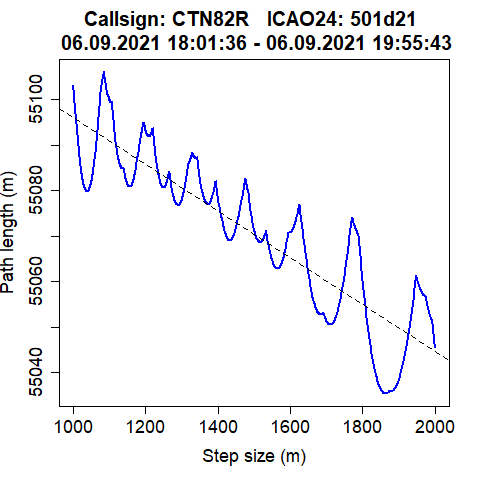 Callsign: CTN82R   ICAO24: 501d21
06.09.2021 18:01:36 - 06.09.2021 19:55:43
Path length (m)
55100
55080
55060
55040
1000 1200 1400 1600 1800 2000
Step size (m)